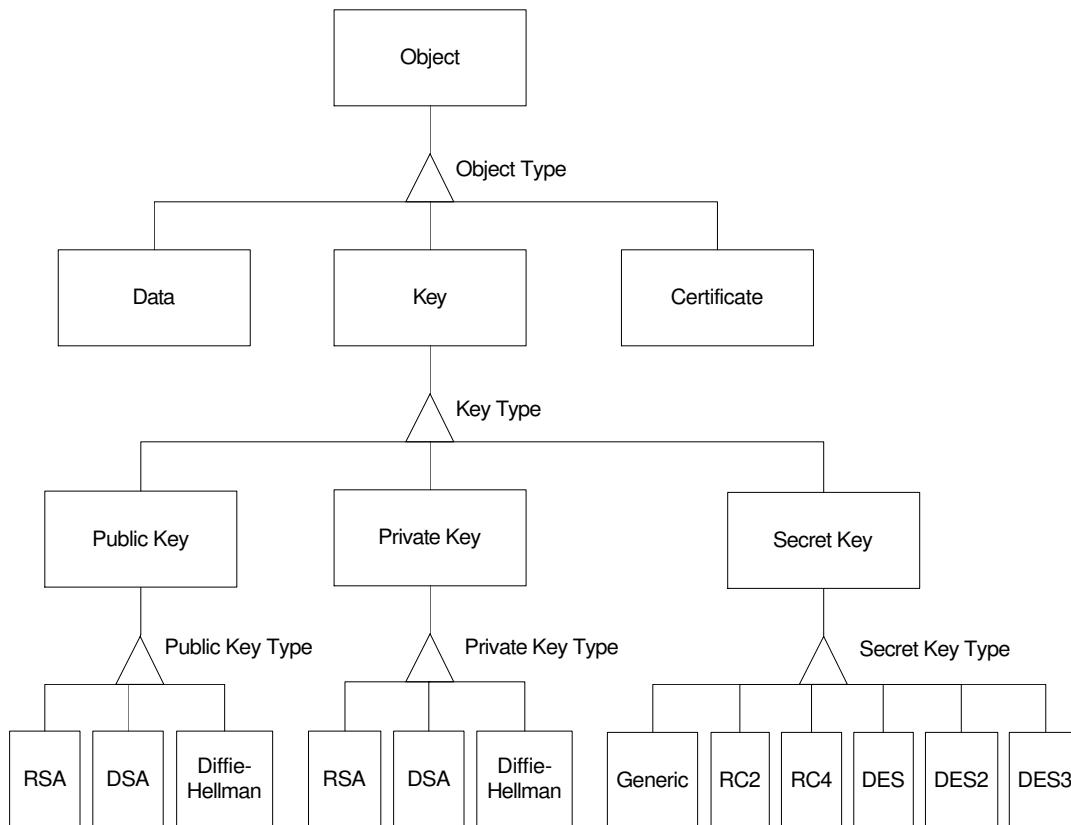 Object
Object Type
Data
Key
Certificate
Key Type
Public Key
Private Key
Secret Key
Public Key Type
Private Key Type
Secret Key Type
RSA
DSA
Diffie-
Hellman
RSA
DSA
Diffie-
Hellman
Generic
RC2
RC4
DES
DES2
DES3